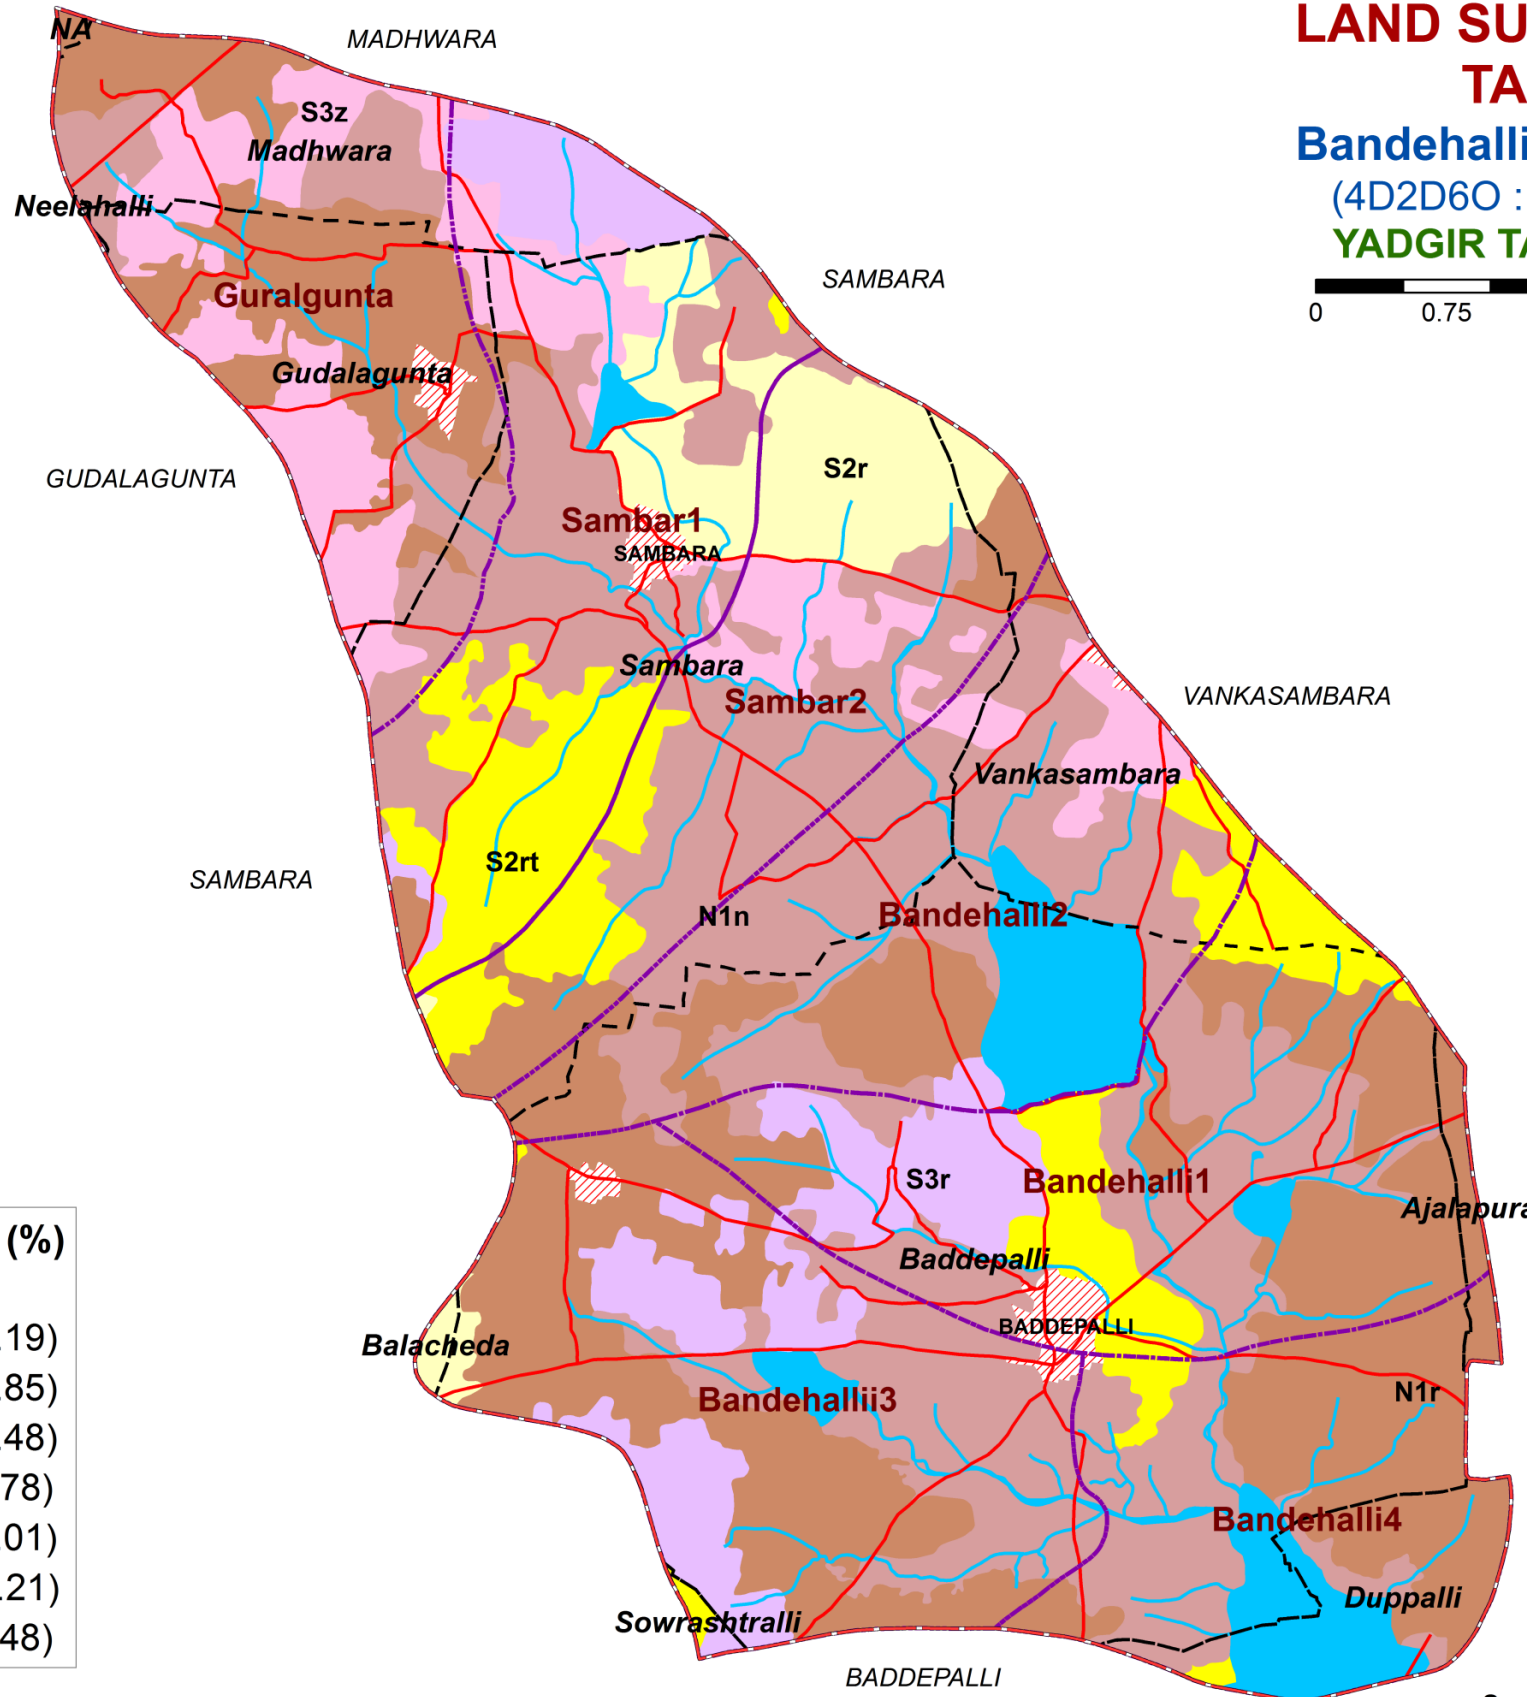 NA
MADHWARA
LAND SU
TA
S3z
Madhwara
Bandehalli
(4D2D6O :
Neelahalli
YADGIR TA
SAMBARA
Guralgunta
0 0.75
Gudalagunta
GUDALAGUNTA
S2r
Sambar1
SAMBARA
Sambara
VANKASAMBARA
Sambar2
Vankasambara
S2rt
SAMBARA
N1n
Bandehalli2
S3r
Bandehalli1
Ajalapura
(%)
Baddepalli
BADDEPALLI
.19)
Balacheda
85)
N1r
Bandehallii3
.48)
78)
Bandehalli4
.01)
.21)
Duppalli
Sowrashtralli
48)
BADDEPALLI